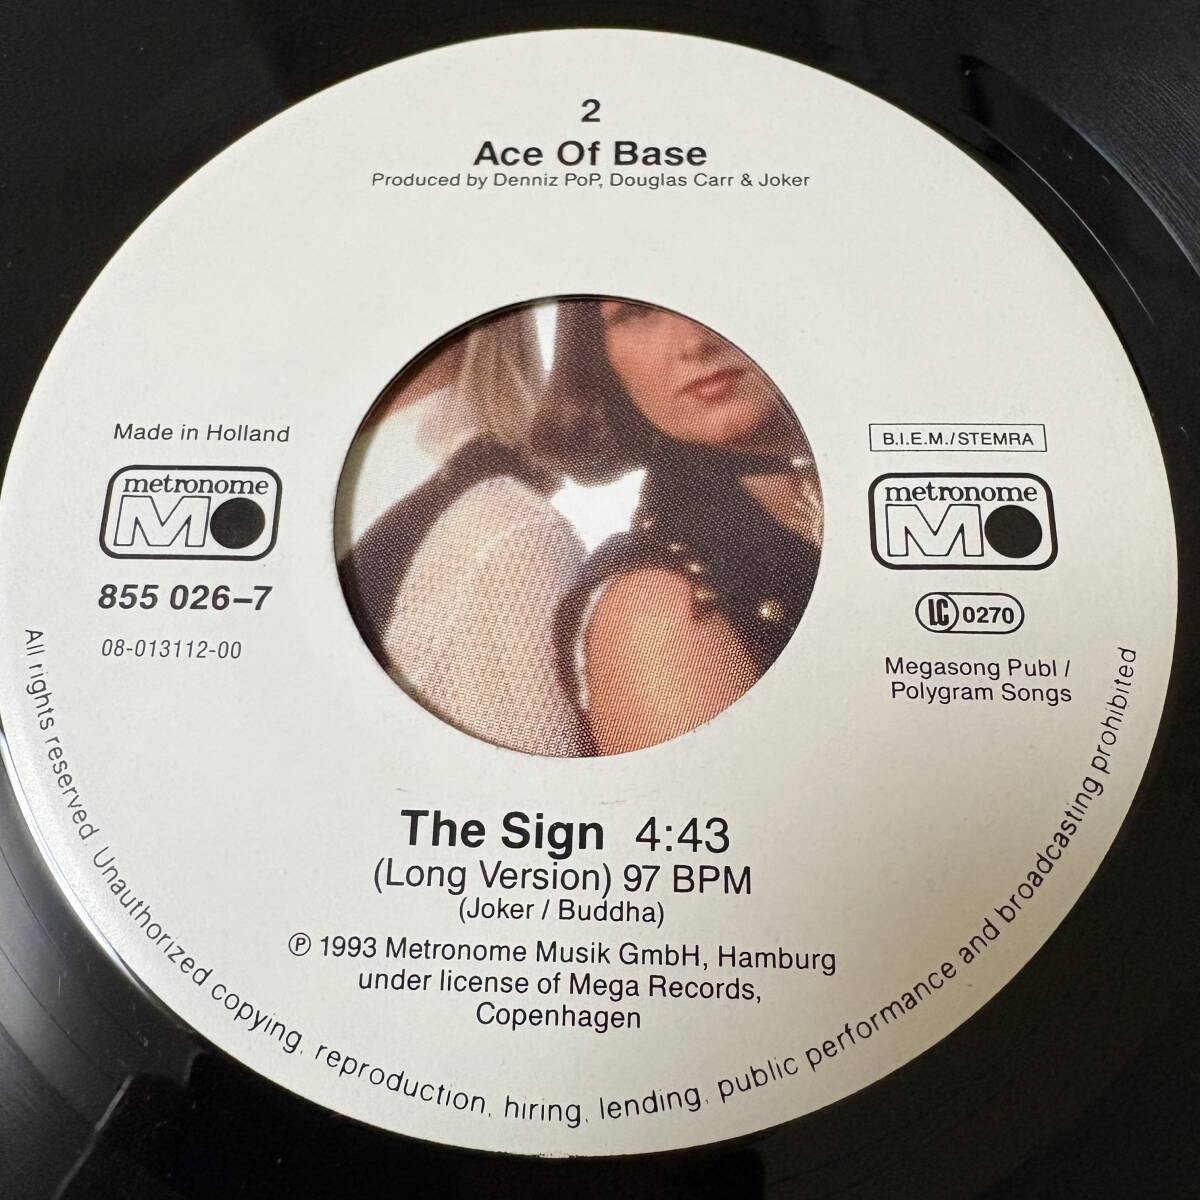 2
Ace Of Base
Produced by Denniz PoP, Douglas Carr & Joker
Made in Holland
metronome
M
855 026-7
08-013112-00
B.I.E.M./STEMRA
metronome
M
LC 0270
Megasong Publ /
Polygram Songs
The Sign 4:43
(Long Version) 97 BPM
(Joker / Buddha)
℗ 1993 Metronome Musik GmbH, Hamburg
under license of Mega Records,
Copenhagen
All rights reserved. Unauthorized copying, reproduction, hiring, lending, public performance and broadcasting prohibited